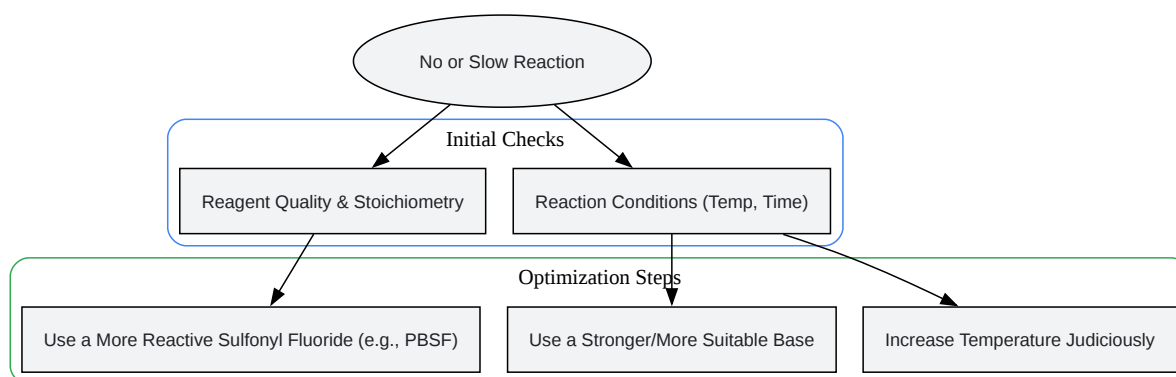 No or Slow Reaction
Initial Checks
Reagent Quality & Stoichiometry
Reaction Conditions (Temp, Time)
Optimization Steps
Use a More Reactive Sulfonyl Fluoride (e.g., PBSF)
Use a Stronger/More Suitable Base
Increase Temperature Judiciously